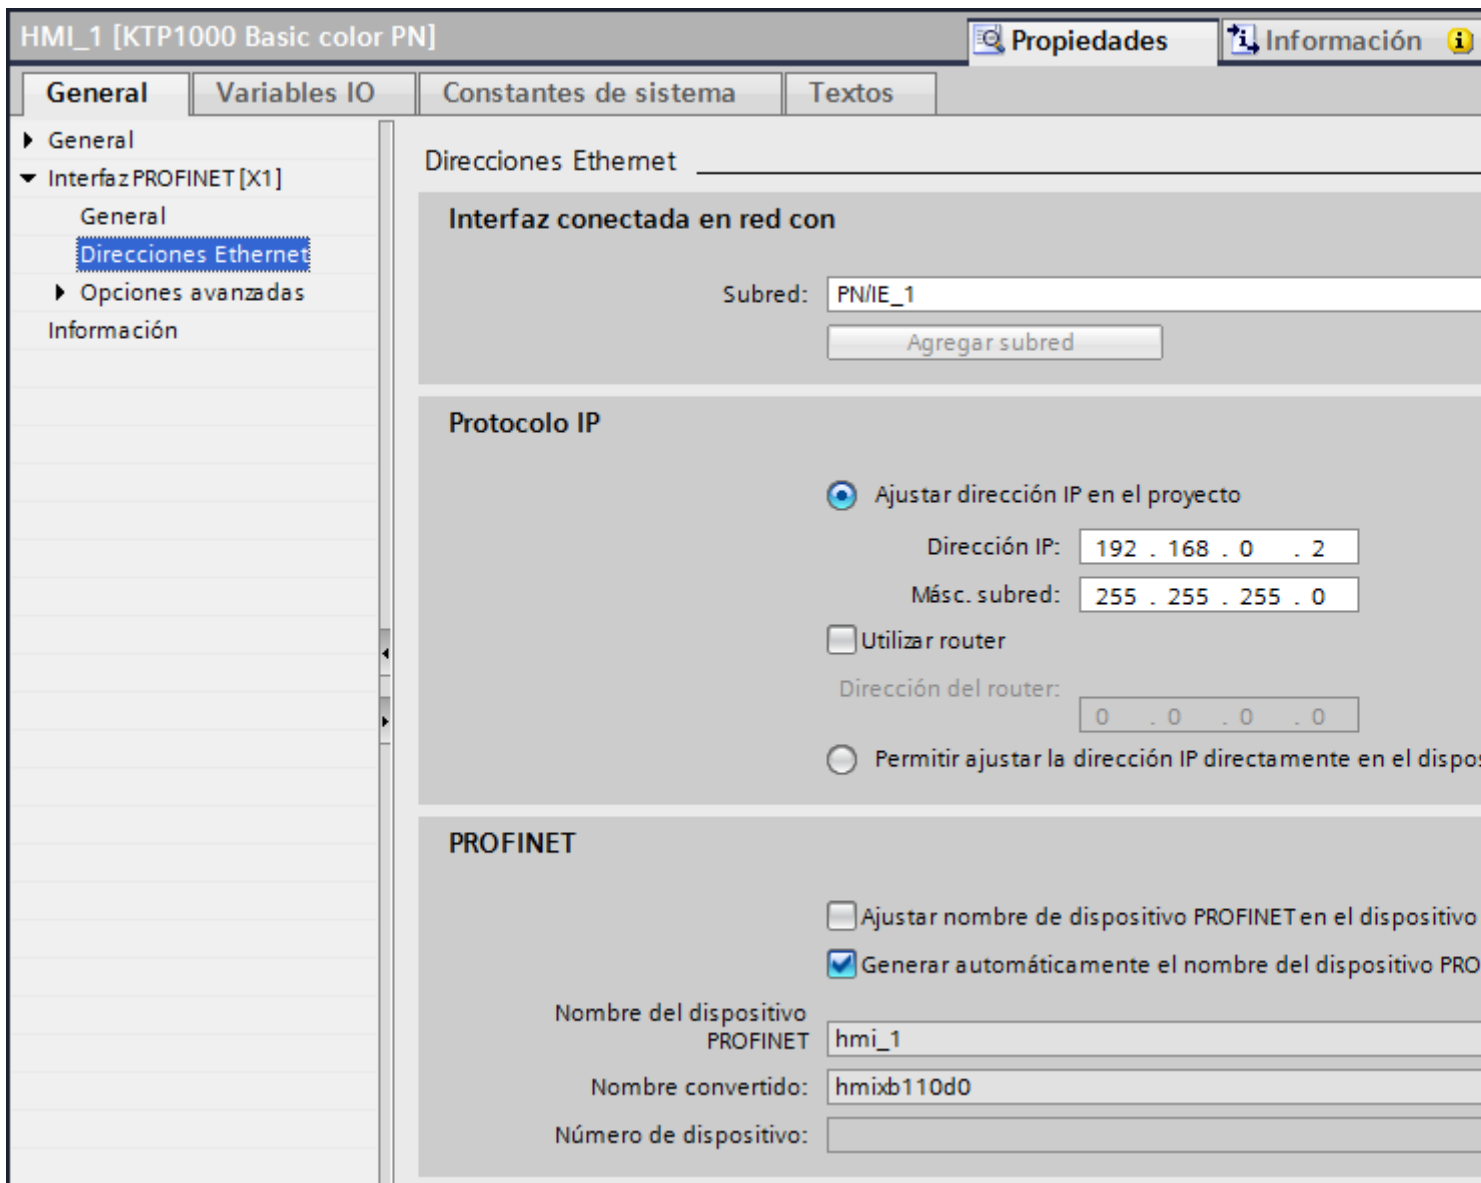 HMI_1 [KTP1000 Basic color PN]
Propiedades
Información
General
Variables IO
Constantes de sistema
Textos
General
Interfaz PROFINET [X1]
General
Direcciones Ethernet
Opciones avanzadas
Información
Direcciones Ethernet
Interfaz conectada en red con
Subred: PN/IE_1
Agregar subred
Protocolo IP
Ajustar dirección IP en el proyecto
Dirección IP: 192 . 168 . 0 . 2
Másc. subred: 255 . 255 . 255 . 0
Utilizar router
Dirección del router:
0 . 0 . 0 . 0
Permitir ajustar la dirección IP directamente en el dispos
PROFINET
Ajustar nombre de dispositivo PROFINET en el dispositivo
Generar automáticamente el nombre del dispositivo PRO
Nombre del dispositivo
PROFINET hmi_1
Nombre convertido: hmixb110d0
Número de dispositivo: